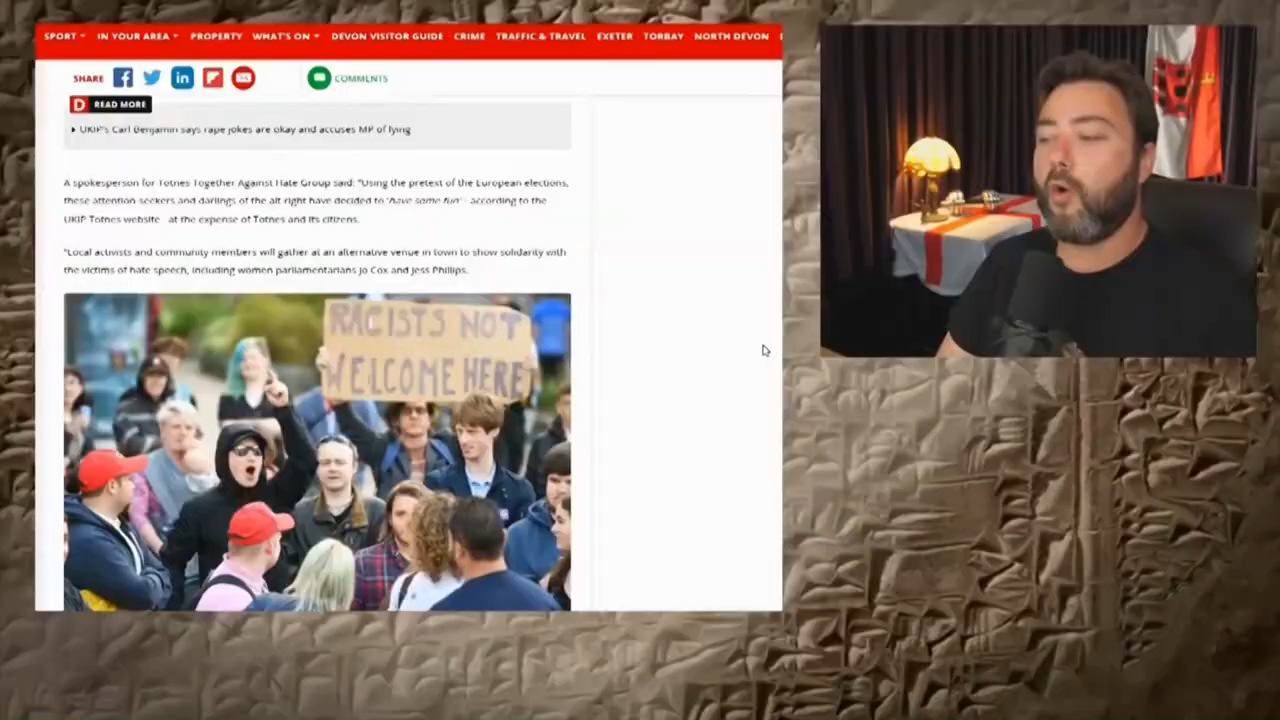 SPORT IN YOUR AREA PROPERTY WHAT'S ON DEVON VISITOR GUIDE CRIME TRAFFIC & TRAVEL EXETER TORBAY NORTH DEVON
SHARE COMMENTS
D READ MORE
UKIP's Carl Benjamin says rape jokes are okay and accuses MP of lying
A spokesperson for Totnes Together Against Hate Group said: "Using the pretext of the European elections,
these attention-seekers and darlings of the alt right have decided to 'have some fun' - according to the
UKIP Totnes website - at the expense of Totnes and its citizens.
"Local activists and community members will gather at an alternative venue in town to show solidarity with
the victims of hate speech, including women parliamentarians Jo Cox and Jess Phillips.
RACISTS NOT
WELCOME HERE